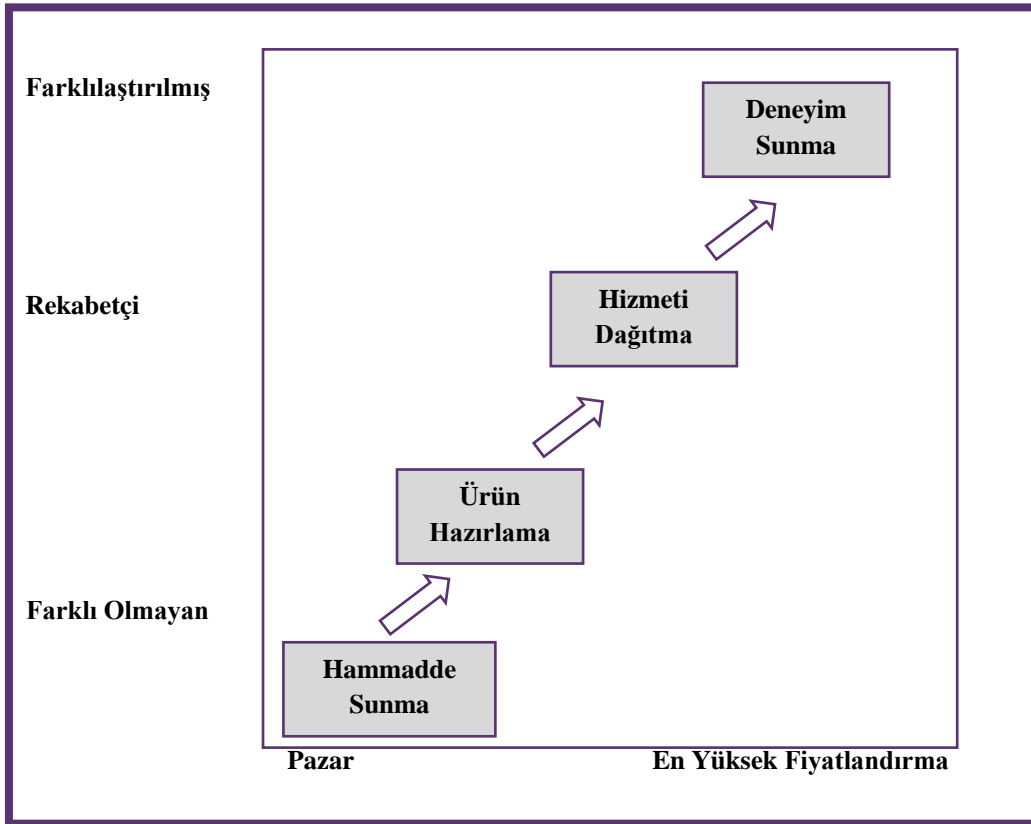 Farklılaştırılmış
Deneyim
Sunma
Rekabetçi
Hizmeti
Dağıtma
Ürün
Hazırlama
Farklı Olmayan
Hammadde
Sunma
Pazar
En Yüksek Fiyatlandırma